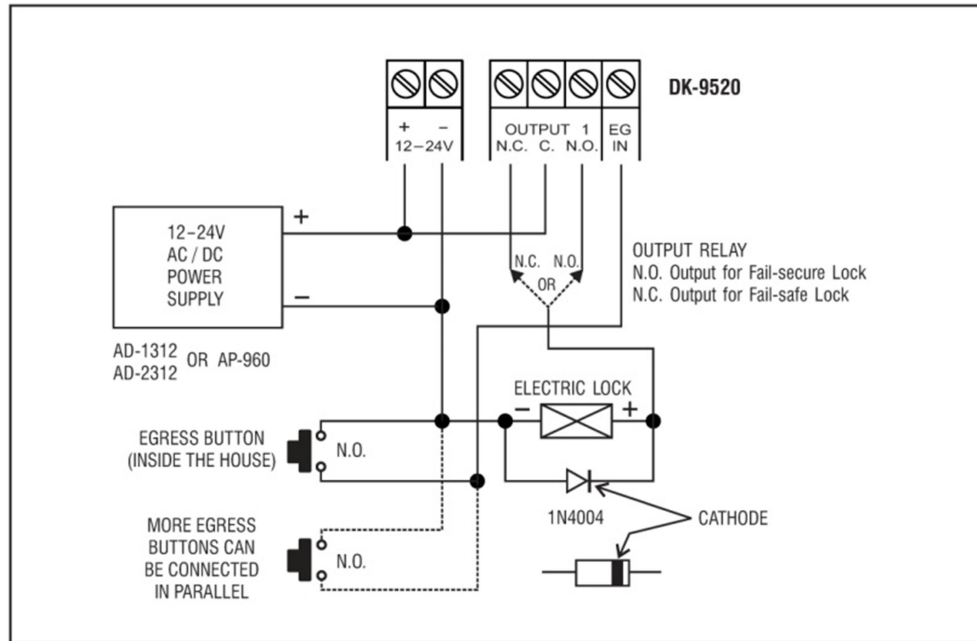 DK-9520
+ −
12–24V
OUTPUT 1
N.C. C. N.O.
EG
IN
12–24V
AC / DC
POWER
SUPPLY
+
−
AD-1312
AD-2312
OR AP-960
N.C. N.O.
OR
OUTPUT RELAY
N.O. Output for Fail-secure Lock
N.C. Output for Fail-safe Lock
ELECTRIC LOCK
− +
EGRESS BUTTON
(INSIDE THE HOUSE)
N.O.
1N4004
CATHODE
MORE EGRESS
BUTTONS CAN
BE CONNECTED
IN PARALLEL
N.O.